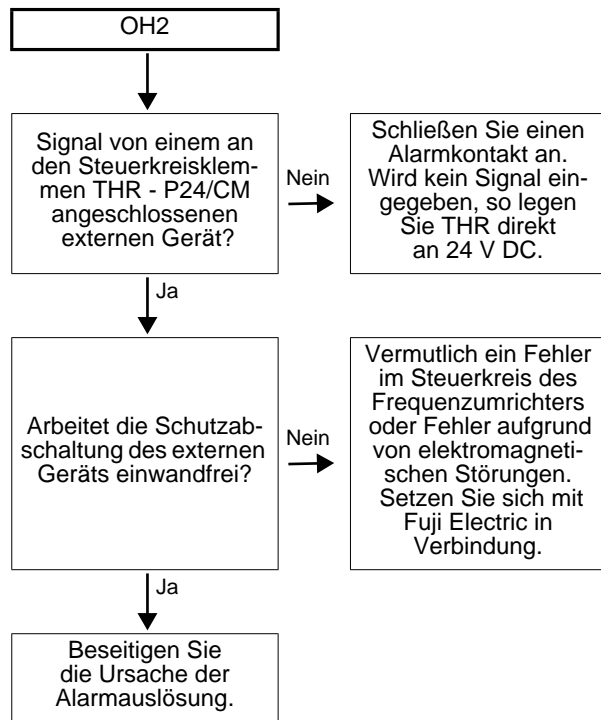 OH2
Signal von einem an
den Steuerkreisklem-
men THR - P24/CM
angeschlossenen
externen Gerät?
Nein
Schließen Sie einen
Alarmkontakt an.
Wird kein Signal ein-
gegeben, so legen
Sie THR direkt
an 24 V DC.
Ja
Arbeitet die Schutzab-
schaltung des externen
Geräts einwandfrei?
Nein
Vermutlich ein Fehler
im Steuerkreis des
Frequenzumrichters
oder Fehler aufgrund
von elektromagneti-
schen Störungen.
Setzen Sie sich mit
Fuji Electric in
Verbindung.
Ja
Beseitigen Sie
die Ursache der
Alarmauslösung.